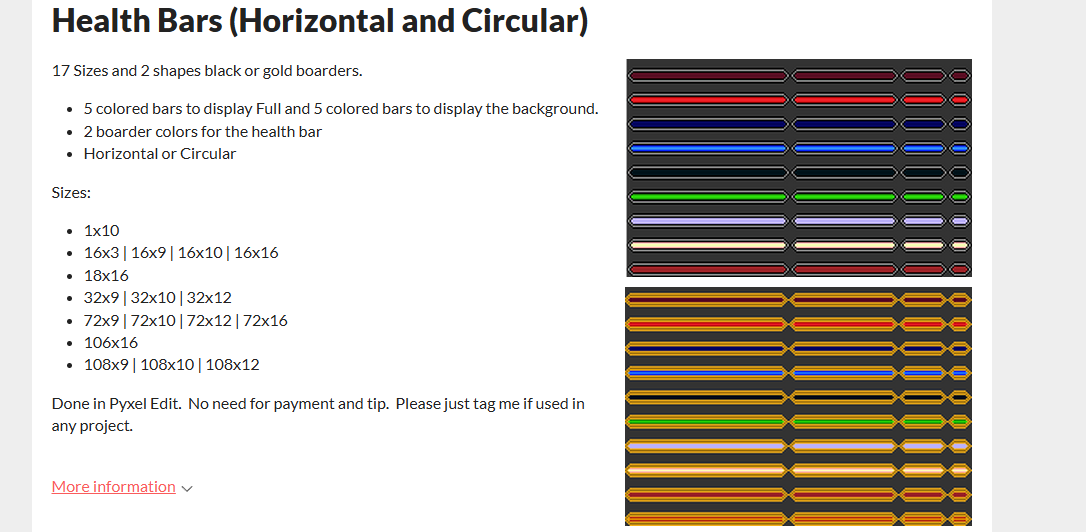 Health Bars (Horizontal and Circular)
17 Sizes and 2 shapes black or gold boarders.
5 colored bars to display Full and 5 colored bars to display the background.
2 boarder colors for the health bar
Horizontal or Circular
Sizes:
1x10
16x3 | 16x9 | 16x10 | 16x16
18x16
32x9 | 32x10 | 32x12
72x9 | 72x10 | 72x12 | 72x16
106x16
108x9 | 108x10 | 108x12
Done in Pyxel Edit.  No need for payment and tip.  Please just tag me if used in
any project.
More information